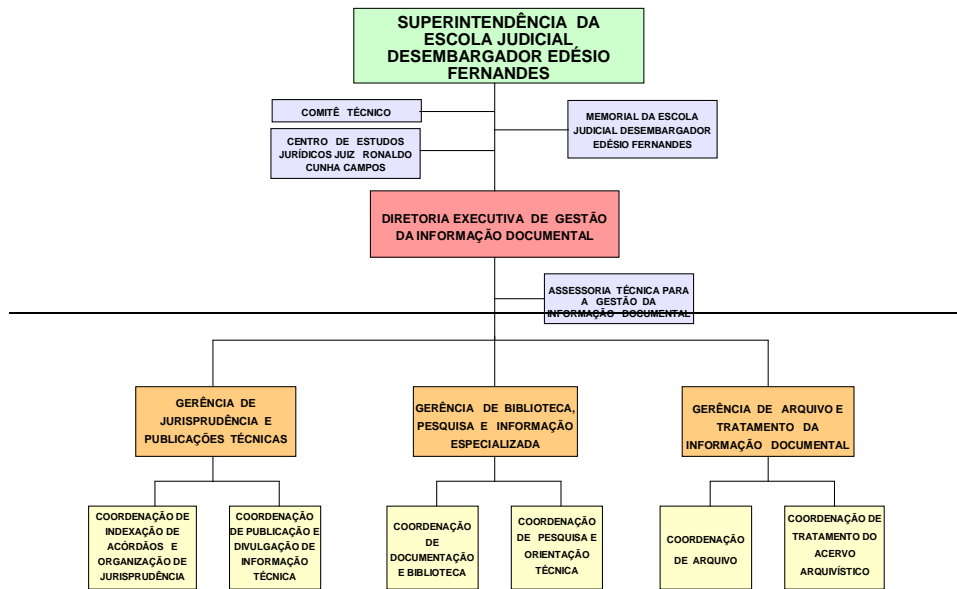 SUPERINTENDÊNCIA DA
ESCOLA JUDICIAL
DESEMBARGADOR EDÉSIO
FERNANDES
COMITÊ TÉCNICO
CENTRO DE ESTUDOS
JURÍDICOS JUIZ RONALDO
CUNHA CAMPOS
MEMORIAL DA ESCOLA
JUDICIAL DESEMBARGADOR
EDÉSIO FERNANDES
DIRETORIA EXECUTIVA DE GESTÃO
DA INFORMAÇÃO DOCUMENTAL
ASSESSORIA TÉCNICA PARA
A GESTÃO DA
INFORMAÇÃO DOCUMENTAL
GERÊNCIA DE
JURISPRUDÊNCIA E
PUBLICAÇÕES TÉCNICAS
GERÊNCIA DE BIBLIOTECA,
PESQUISA E INFORMAÇÃO
ESPECIALIZADA
GERÊNCIA DE ARQUIVO E
TRATAMENTO DA
INFORMAÇÃO DOCUMENTAL
COORDENAÇÃO DE
INDEXAÇÃO DE
ACÓRDÃOS E
ORGANIZAÇÃO DE
JURISPRUDÊNCIA
COORDENAÇÃO
DE PUBLICAÇÃO E
DIVULGAÇÃO DE
INFORMAÇÃO
TÉCNICA
COORDENAÇÃO
DE
DOCUMENTAÇÃO
E BIBLIOTECA
COORDENAÇÃO
DE PESQUISA E
ORIENTAÇÃO
TÉCNICA
COORDENAÇÃO
DE ARQUIVO
COORDENAÇÃO DE
TRATAMENTO DO
ACERVO
ARQUIVÍSTICO